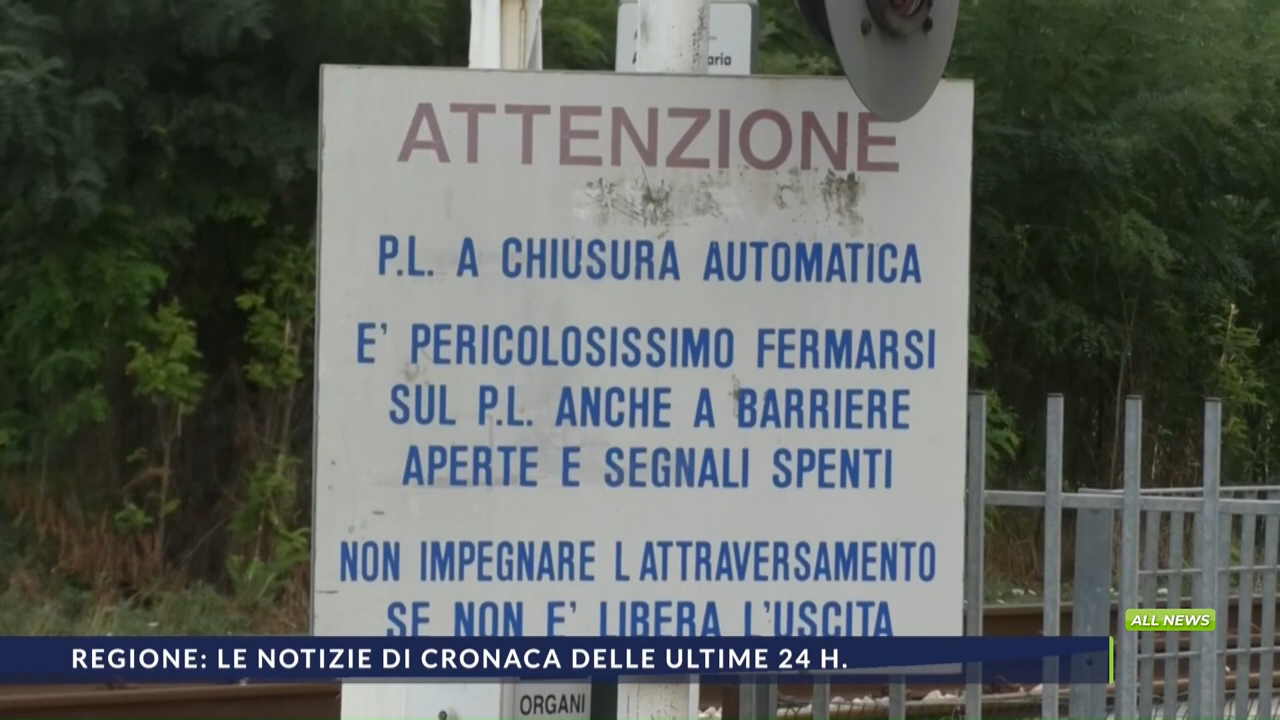 ATTENZIONE
P.L. A CHIUSURA AUTOMATICA
E' PERICOLOSISSIMO FERMARSI
SUL P.L. ANCHE A BARRIERE
APERTE E SEGNALI SPENTI
NON IMPEGNARE L ATTRAVERSAMENTO
SE NON E' LIBERA L'USCITA
ALL NEWS
REGIONE: LE NOTIZIE DI CRONACA DELLE ULTIME 24 H.
ORGANI